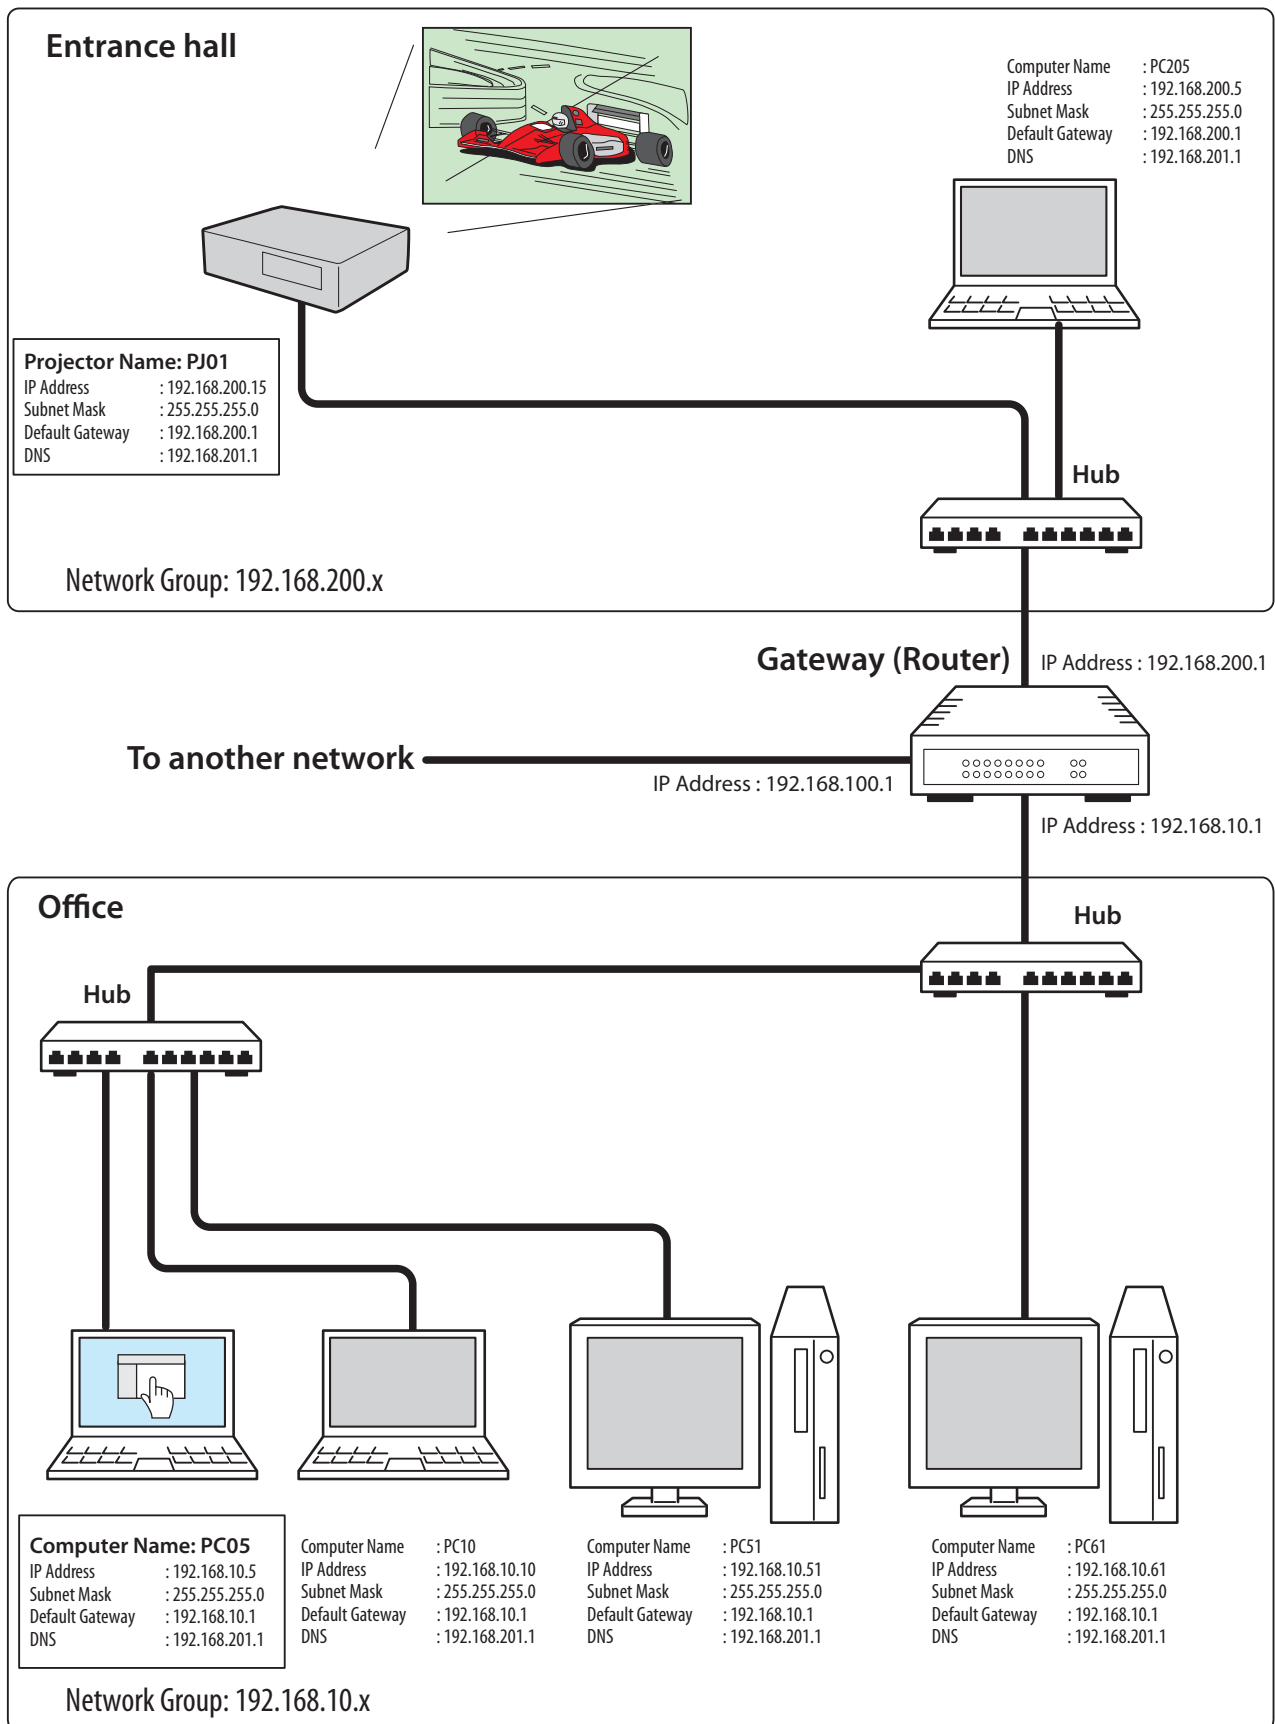 Entrance hall
Computer Name : PC205
IP Address : 192.168.200.5
Subnet Mask : 255.255.255.0
Default Gateway : 192.168.200.1
DNS : 192.168.201.1
Projector Name: PJ01
IP Address : 192.168.200.15
Subnet Mask : 255.255.255.0
Default Gateway : 192.168.200.1
DNS : 192.168.201.1
Hub
Network Group: 192.168.200.x
Gateway (Router)
IP Address : 192.168.200.1
To another network
IP Address : 192.168.100.1
IP Address : 192.168.10.1
Office
Hub
Hub
Computer Name: PC05
IP Address : 192.168.10.5
Subnet Mask : 255.255.255.0
Default Gateway : 192.168.10.1
DNS : 192.168.201.1
Computer Name : PC10
IP Address : 192.168.10.10
Subnet Mask : 255.255.255.0
Default Gateway : 192.168.10.1
DNS : 192.168.201.1
Computer Name : PC51
IP Address : 192.168.10.51
Subnet Mask : 255.255.255.0
Default Gateway : 192.168.10.1
DNS : 192.168.201.1
Computer Name : PC61
IP Address : 192.168.10.61
Subnet Mask : 255.255.255.0
Default Gateway : 192.168.10.1
DNS : 192.168.201.1
Network Group: 192.168.10.x